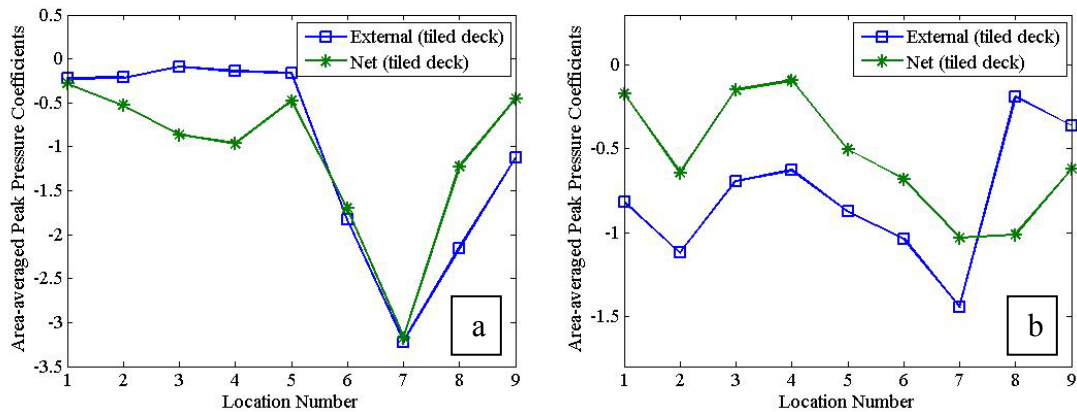 Area-averaged Peak Pressure Coefficients
0.5
0
-0.5
-1
-1.5
-2
-2.5
-3
-3.5
External (tiled deck)
Net (tiled deck)
a
1 2 3 4 5 6 7 8 9
Location Number
Area-averaged Peak Pressure Coefficients
0
-0.5
-1
-1.5
External (tiled deck)
Net (tiled deck)
b
1 2 3 4 5 6 7 8 9
Location Number